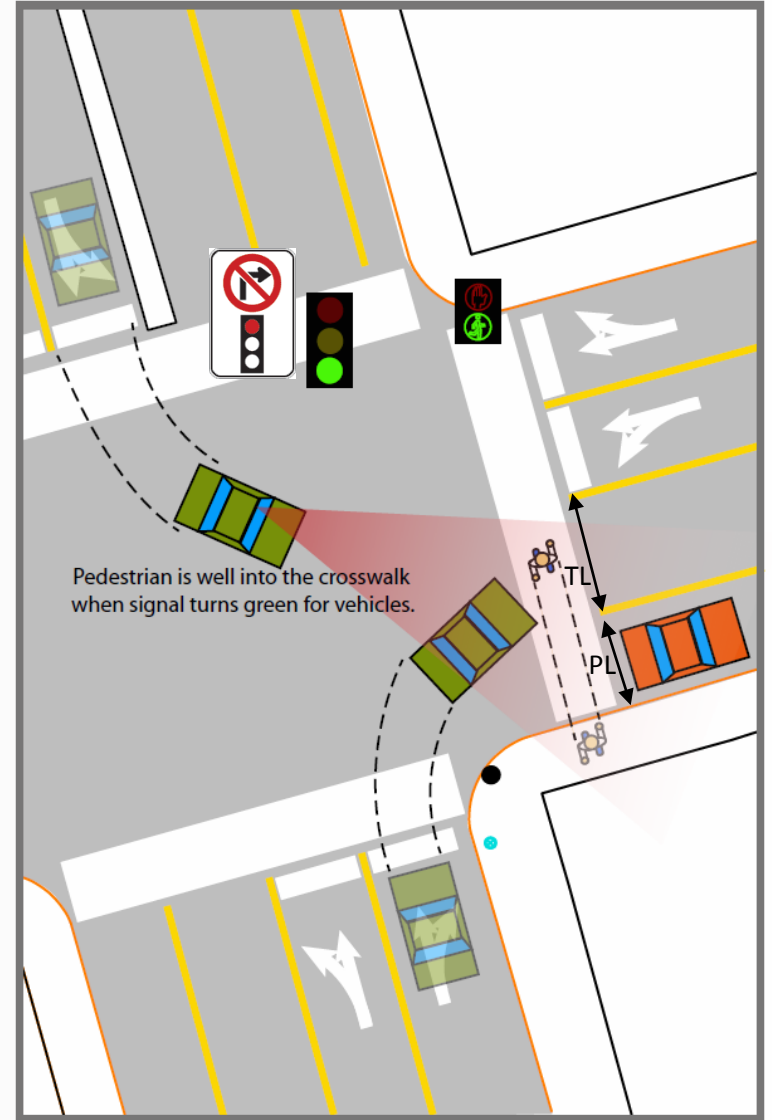 Pedestrian is well into the crosswalk
when signal turns green for vehicles.
TL
PL